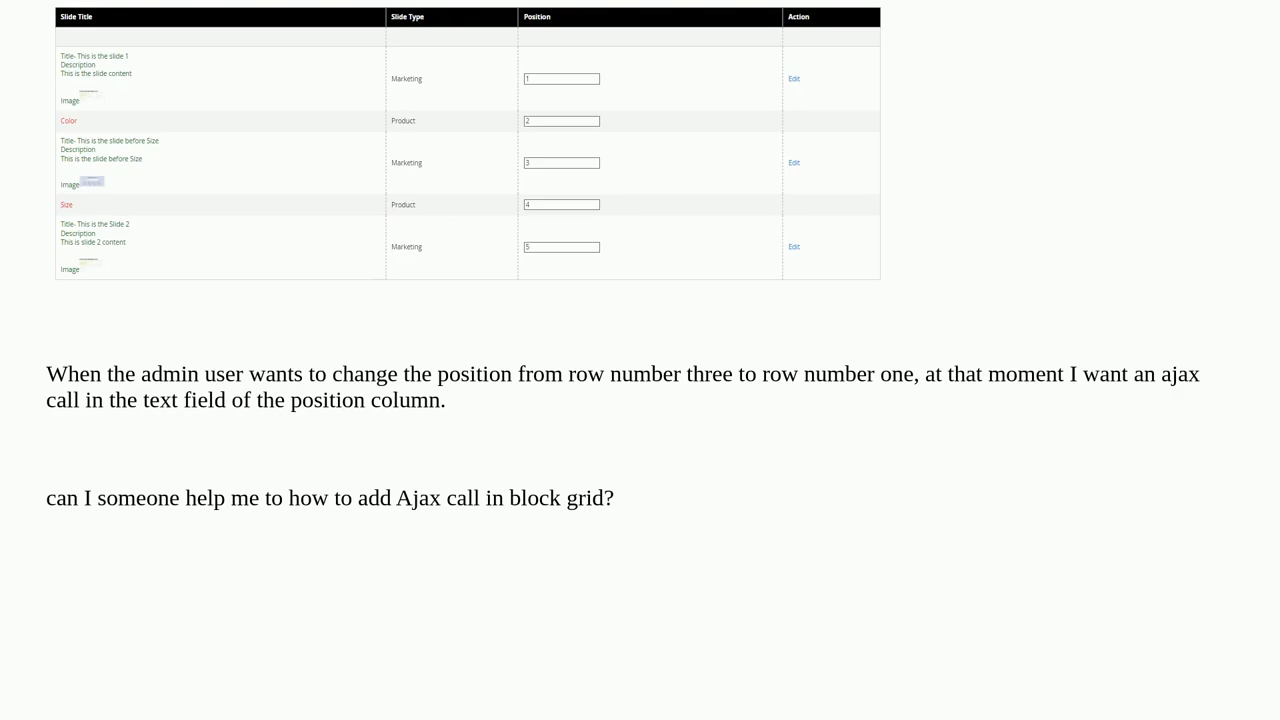 Slide Title Slide Type Position Action
Title- This is the slide 1
Description
This is the slide content
Marketing 1 Edit
Image
Color Product 2
Title- This is the slide before Size
Description
This is the slide before Size
Marketing 3 Edit
Image
Size Product 4
Title- This is the Slide 2
Description
This is slide 2 content
Marketing 5 Edit
Image
When the admin user wants to change the position from row number three to row number one, at that moment I want an ajax
call in the text field of the position column.
can I someone help me to how to add Ajax call in block grid?